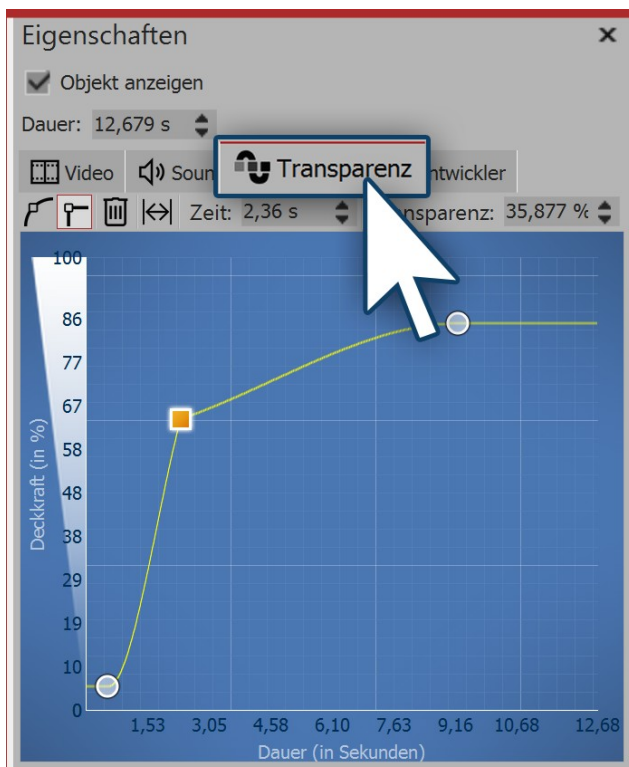 Eigenschaften
Objekt anzeigen
Dauer: 12,679 s
Video Soun Transparenz ntwickler
Zeit: 2,36 s nsparenz: 35,877 %
100
86
77
67
58
48
38
29
19
10
0
Deckkraft (in %)
1,53 3,05 4,58 6,10 7,63 9,16 10,68 12,68
Dauer (in Sekunden)